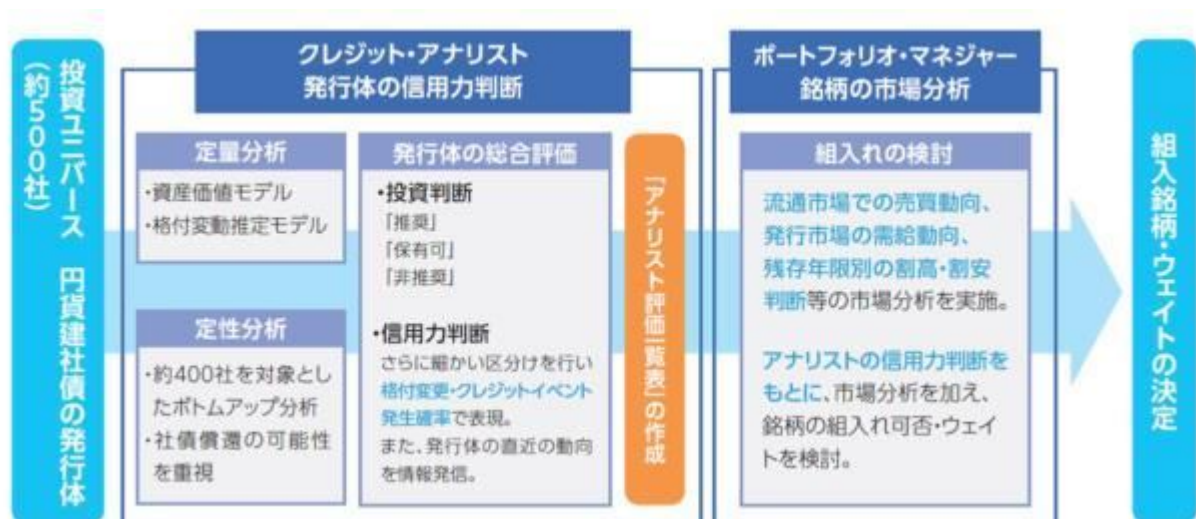 投資ユニバース　円貨建社債の発行体
（約500社）
クレジット・アナリスト
発行体の信用力判断
定量分析
・資産価値モデル
・格付変動推定モデル
定性分析
・約400社を対象とし
たボトムアップ分析
・社債償還の可能性
を重視
発行体の総合評価
・投資判断
「推奨」
「保有可」
「非推奨」
・信用力判断
さらに細かい区分けを行い
格付変更・クレジットイベント
発生確率で表現。
また、発行体の直近の動向
を情報発信。
「アナリスト評価一覧表」の作成
ポートフォリオ・マネジャー
銘柄の市場分析
組入れの検討
流通市場での売買動向、
発行市場の需給動向、
残存年限別の割高・割安
判断等の市場分析を実施。
アナリストの信用力判断を
もとに、市場分析を加え、
銘柄の組入れ可否・ウェイ
トを検討。
組入銘柄・ウェイトの決定